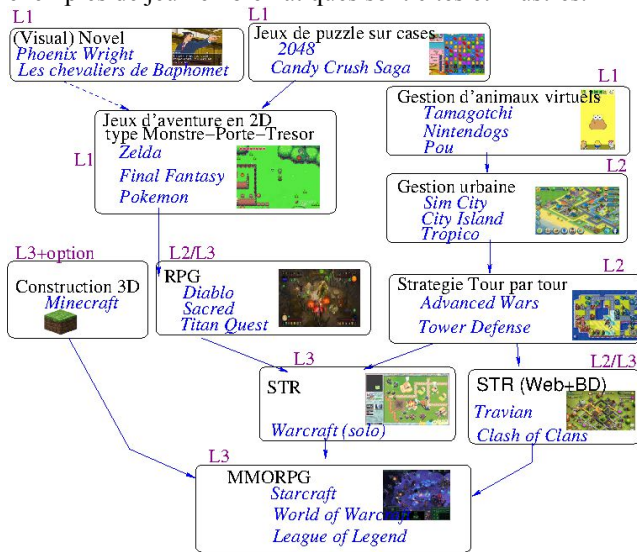 L1
(Visual) Novel
Phoenix Wright
Les chevaliers de Baphomet
L1
Jeux de puzzle sur cases
2048
Candy Crush Saga
L1
Gestion d'animaux virtuels
Tamagotchi
Nintendogs
Pou
L1
Jeux d'aventure en 2D
type Monstre-Porte-Tresor
Zelda
Final Fantasy
Pokemon
L2
Gestion urbaine
Sim City
City Island
Tropico
L3+option
Construction 3D
Minecraft
L2/L3
RPG
Diablo
Sacred
Titan Quest
L2
Strategie Tour par tour
Advanced Wars
Tower Defense
L3
STR
Warcraft (solo)
L2/L3
STR (Web+BD)
Travian
Clash of Clans
L3
MMORPG
Starcraft
World of Warcraft
League of Legend